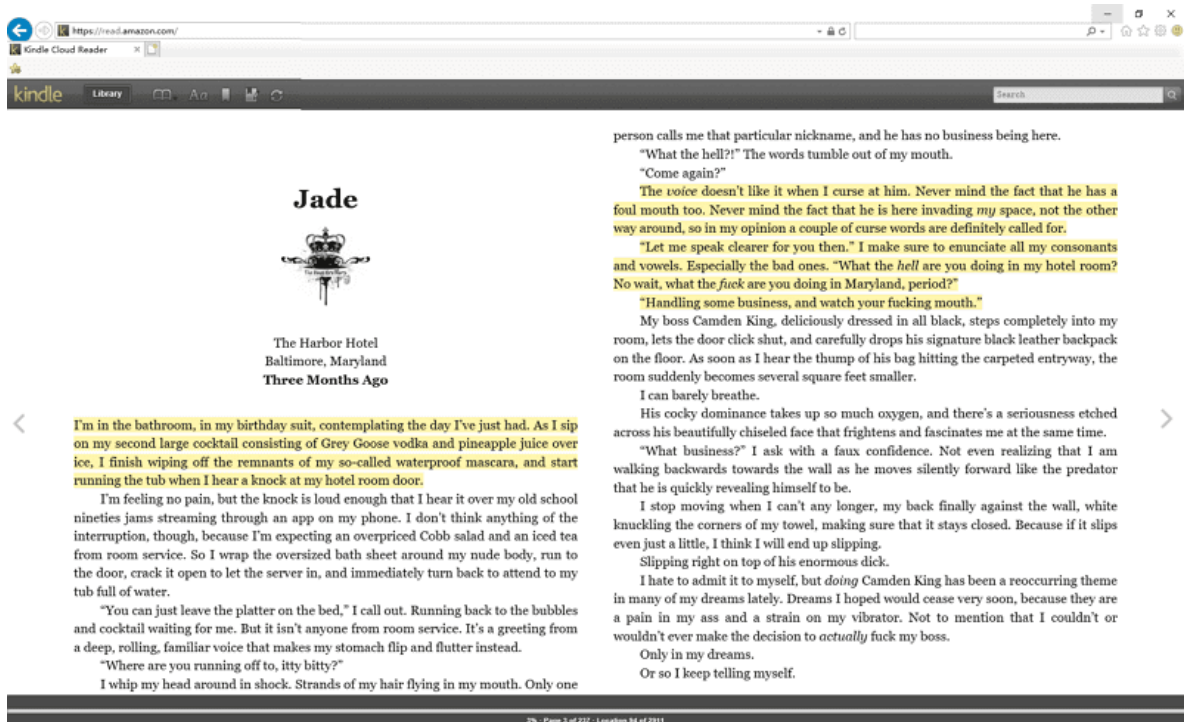 https://read.amazon.com/
Kindle Cloud Reader
kindle
Library
Aa
Search
Jade
The Harbor Hotel
Baltimore, Maryland
Three Months Ago
I'm in the bathroom, in my birthday suit, contemplating the day I've just had. As I sip
on my second large cocktail consisting of Grey Goose vodka and pineapple juice over
ice, I finish wiping off the remnants of my so-called waterproof mascara, and start
running the tub when I hear a knock at my hotel room door.
I'm feeling no pain, but the knock is loud enough that I hear it over my old school
nineties jams streaming through an app on my phone. I don't think anything of the
interruption, though, because I'm expecting an overpriced Cobb salad and an iced tea
from room service. So I wrap the oversized bath sheet around my nude body, run to
the door, crack it open to let the server in, and immediately turn back to attend to my
tub full of water.
“You can just leave the platter on the bed,” I call out. Running back to the bubbles
and cocktail waiting for me. But it isn't anyone from room service. It's a greeting from
a deep, rolling, familiar voice that makes my stomach flip and flutter instead.
“Where are you running off to, itty bitty?”
I whip my head around in shock. Strands of my hair flying in my mouth. Only one
person calls me that particular nickname, and he has no business being here.
“What the hell?!” The words tumble out of my mouth.
“Come again?”
The voice doesn't like it when I curse at him. Never mind the fact that he has a
foul mouth too. Never mind the fact that he is here invading my space, not the other
way around, so in my opinion a couple of curse words are definitely called for.
“Let me speak clearer for you then.” I make sure to enunciate all my consonants
and vowels. Especially the bad ones. “What the hell are you doing in my hotel room?
No wait, what the fuck are you doing in Maryland, period?”
“Handling some business, and watch your fucking mouth.”
My boss Camden King, deliciously dressed in all black, steps completely into my
room, lets the door click shut, and carefully drops his signature black leather backpack
on the floor. As soon as I hear the thump of his bag hitting the carpeted entryway, the
room suddenly becomes several square feet smaller.
I can barely breathe.
His cocky dominance takes up so much oxygen, and there's a seriousness etched
across his beautifully chiseled face that frightens and fascinates me at the same time.
“What business?” I ask with a faux confidence. Not even realizing that I am
walking backwards towards the wall as he moves silently forward like the predator
that he is quickly revealing himself to be.
I stop moving when I can't any longer, my back finally against the wall, white
knuckling the corners of my towel, making sure that it stays closed. Because if it slips
even just a little, I think I will end up slipping.
Slipping right on top of his enormous dick.
I hate to admit it to myself, but doing Camden King has been a reoccurring theme
in many of my dreams lately. Dreams I hoped would cease very soon, because they are
a pain in my ass and a strain on my vibrator. Not to mention that I couldn't or
wouldn't ever make the decision to actually fuck my boss.
Only in my dreams.
Or so I keep telling myself.